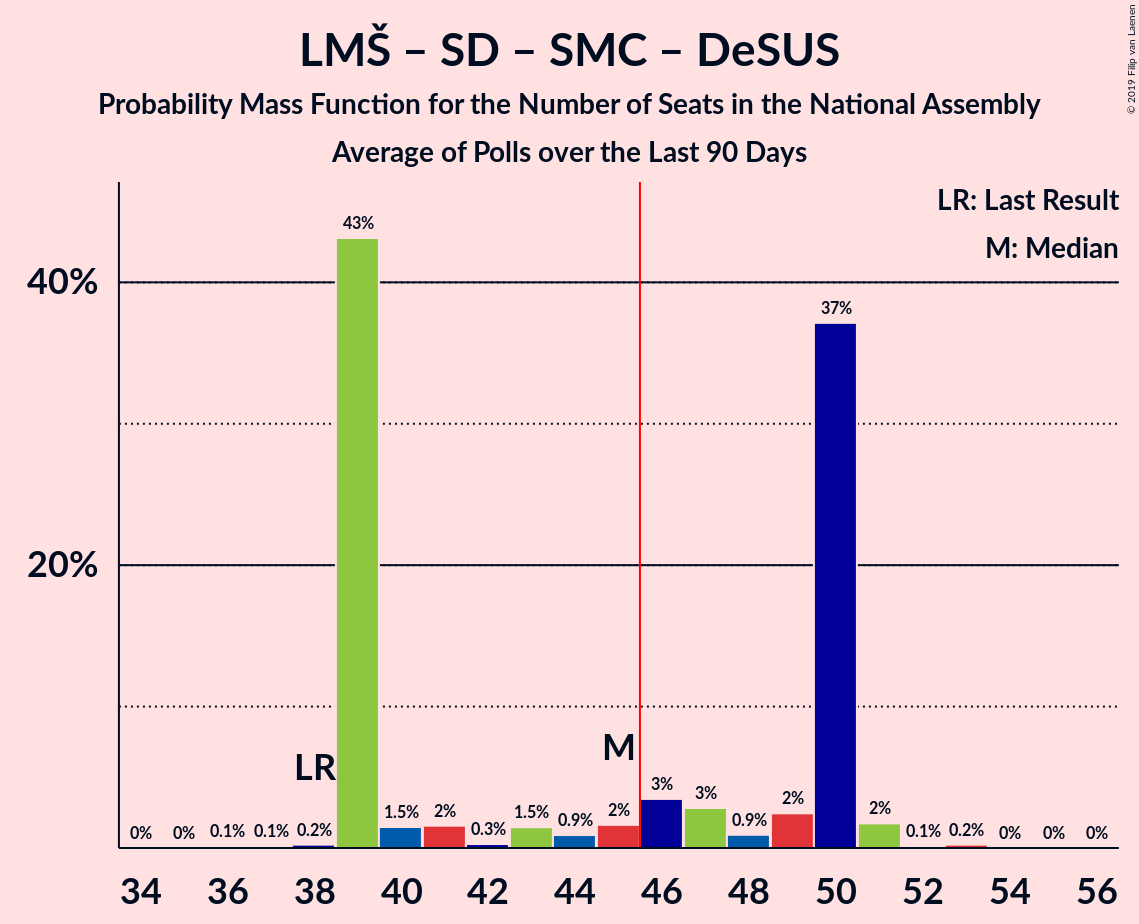 LMŠ – SD – SMC – DeSUS
Probability Mass Function for the Number of Seats in the National Assembly
Average of Polls over the Last 90 Days
© 2019 Filip van Laenen
LR: Last Result
M: Median
40%
20%
LR
M
0%
0%
0.1%
0.1%
0.2%
43%
1.5%
2%
0.3%
1.5%
0.9%
2%
3%
3%
0.9%
2%
37%
2%
0.1%
0.2%
0%
0%
0%
34 36 38 40 42 44 46 48 50 52 54 56